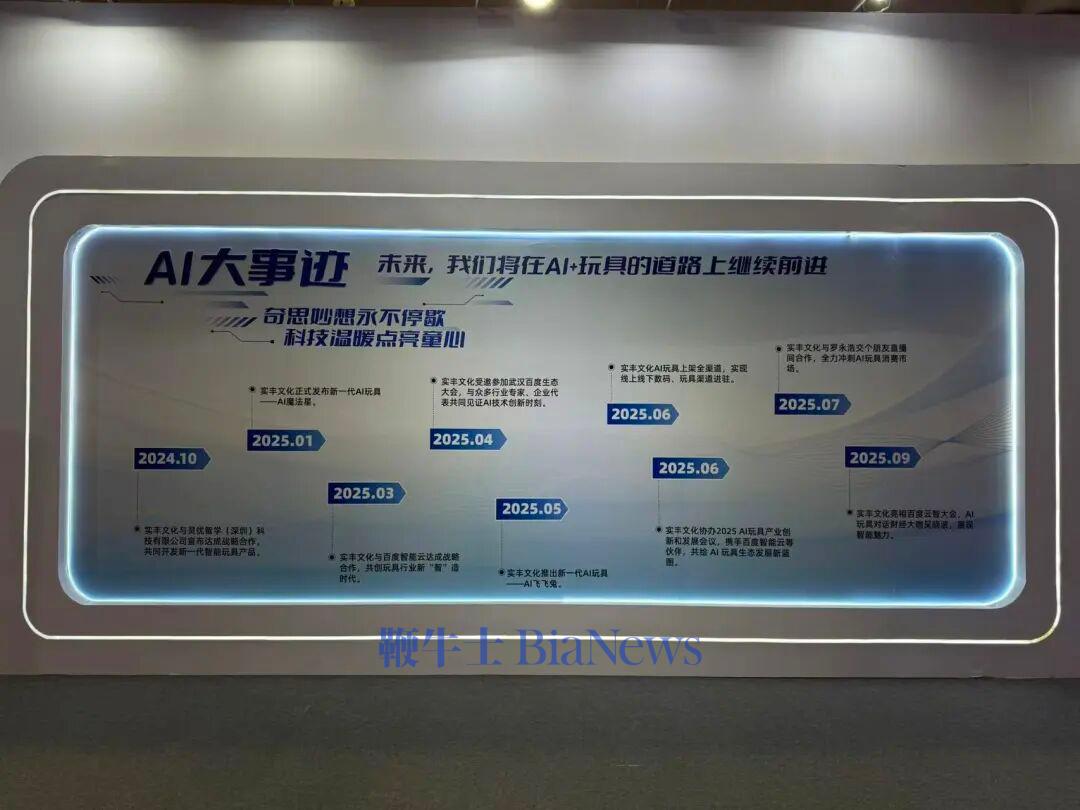 AI大事迹
未来，我们将在AI+玩具的道路上继续前进
奇思妙想永不停歇
科技温暖点亮童心
2024.10
实丰文化与灵优智学（深圳）科
技有限公司宣布达成战略合作，
共同开发新一代智能玩具产品。
实丰文化正式发布新一代AI玩具
——AI魔法星。
2025.01
2025.03
实丰文化与百度智能云达成战略
合作，共创玩具行业新“智”造
时代。
实丰文化受邀参加武汉百度生态
大会，与众多行业专家、企业代
表共同见证AI技术创新时刻。
2025.04
2025.05
实丰文化推出新一代AI玩具
——AI飞飞兔。
实丰文化AI玩具上架全渠道，实现
线上线下数码、玩具渠道进驻。
2025.06
2025.06
实丰文化协办2025 AI玩具产业创
新和发展会议，携手百度智能云等
伙伴，共绘 AI 玩具生态发展新蓝
图。
实丰文化与罗永浩交个朋友直播
间合作，全力冲刺AI玩具消费市
场。
2025.07
2025.09
实丰文化亮相百度云智大会，AI
玩具对话财经大咖吴晓波，展现
智能魅力。
鞭牛士 BiaNews